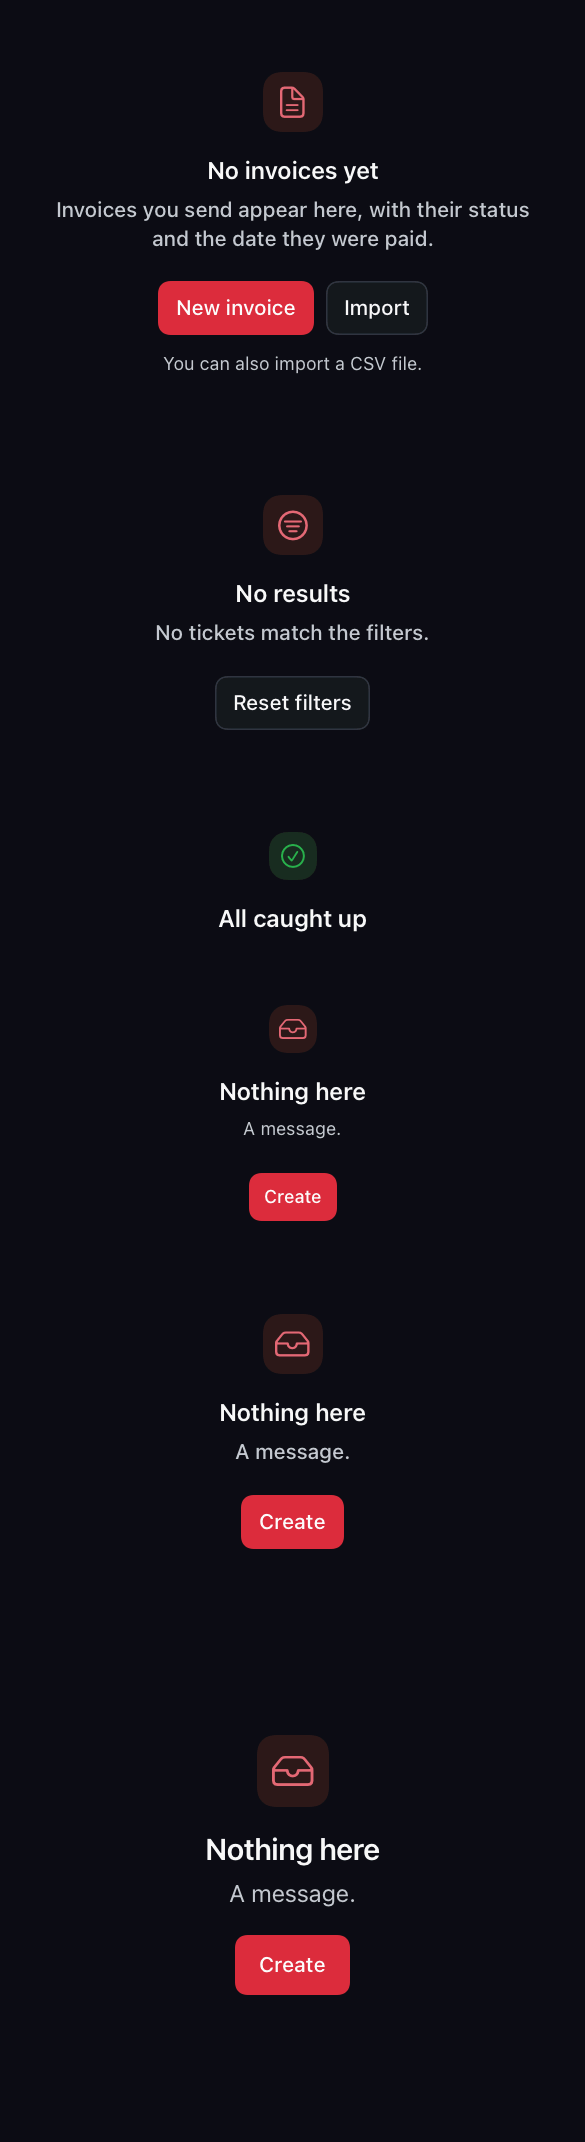 No invoices yet
Invoices you send appear here, with their status
and the date they were paid.
New invoice
Import
You can also import a CSV file.
No results
No tickets match the filters.
Reset filters
All caught up
Nothing here
A message.
Create
Nothing here
A message.
Create
Nothing here
A message.
Create